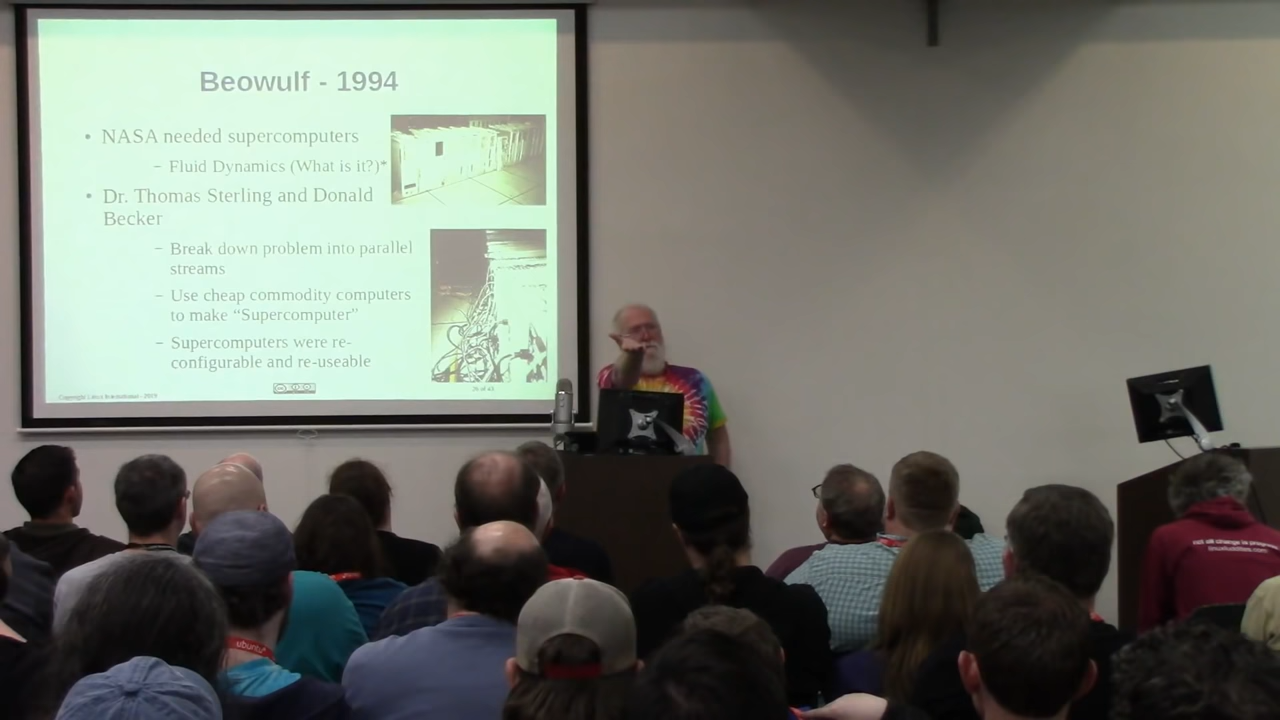 Beowulf - 1994
• NASA needed supercomputers
– Fluid Dynamics (What is it?)*
• Dr. Thomas Sterling and Donald
Becker
– Break down problem into parallel
streams
– Use cheap commodity computers
to make “Supercomputer”
– Supercomputers were re-
configurable and re-useable
ubuntu